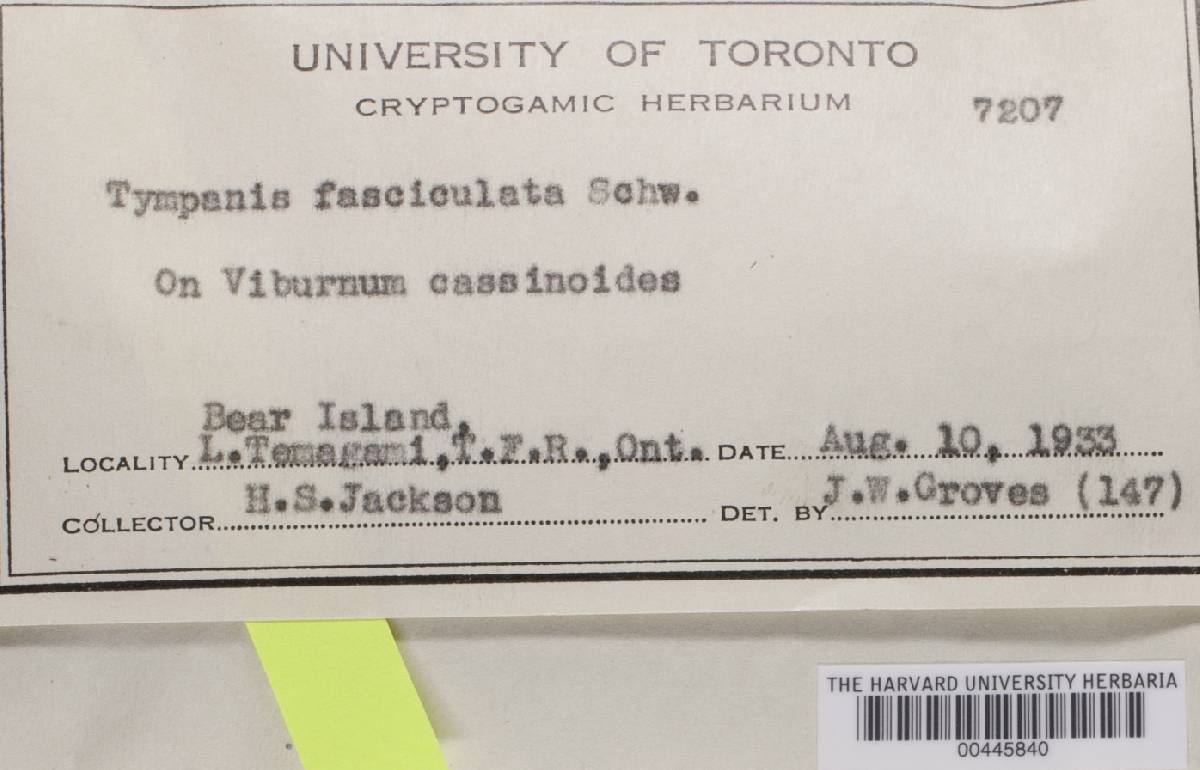 UNIVERSITY OF TORONTO
CRYPTOGAMIC HERBARIUM 7207
Tympanis fasciculata Schw.
On Viburnum cassinoides
Bear Island,
LOCALITY L.Temagami,T.F.R.,Ont. DATE Aug. 10, 1933
COLLECTOR H.S.Jackson DET. BY J.W.Groves (147)
THE HARVARD UNIVERSITY HERBARIA
00445840